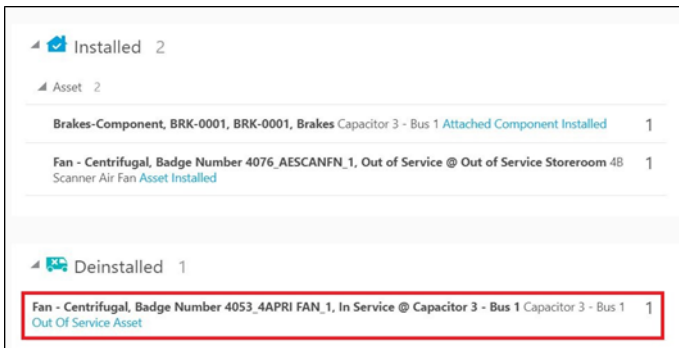 Installed 2
Asset 2
Brakes-Component, BRK-0001, BRK-0001, Brakes Capacitor 3 - Bus 1 Attached Component Installed 1
Fan - Centrifugal, Badge Number 4076_AESCANFN_1, Out of Service @ Out of Service Storeroom 4B 1
Scanner Air Fan Asset Installed
Deinstalled 1
Fan - Centrifugal, Badge Number 4053_4APRI FAN_1, In Service @ Capacitor 3 - Bus 1 Capacitor 3 - Bus 1 1
Out Of Service Asset